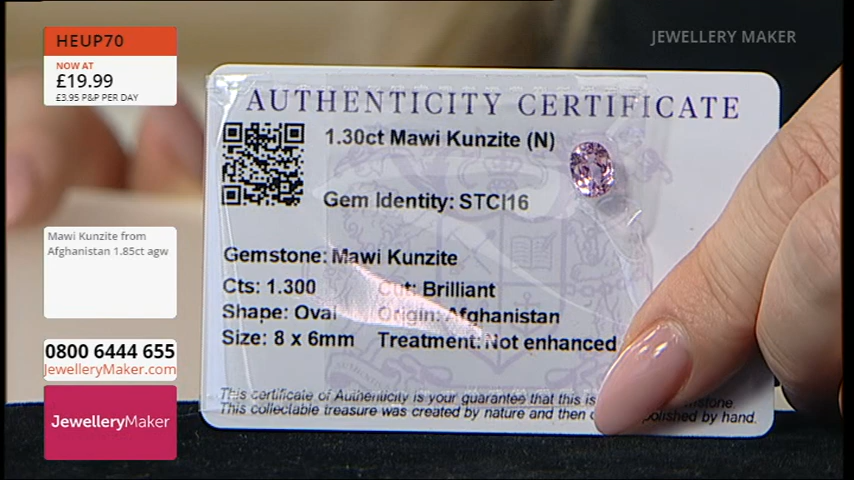 HEUP70
NOW AT
£19.99
£3.95 P&P PER DAY
JEWELLERY MAKER
AUTHENTICITY CERTIFICATE
1.30ct Mawi Kunzite (N)
Gem Identity: STCI16
Gemstone: Mawi Kunzite
Cts: 1.300 Cut: Brilliant
Shape: Oval Origin: Afghanistan
Size: 8 x 6mm Treatment: Not enhanced
This certificate of Authenticity is your guarantee that this is
This collectable treasure was created by nature and then polished by hand.
Mawi Kunzite from
Afghanistan 1.85ct agw
0800 6444 655
JewelleryMaker.com
JewelleryMaker